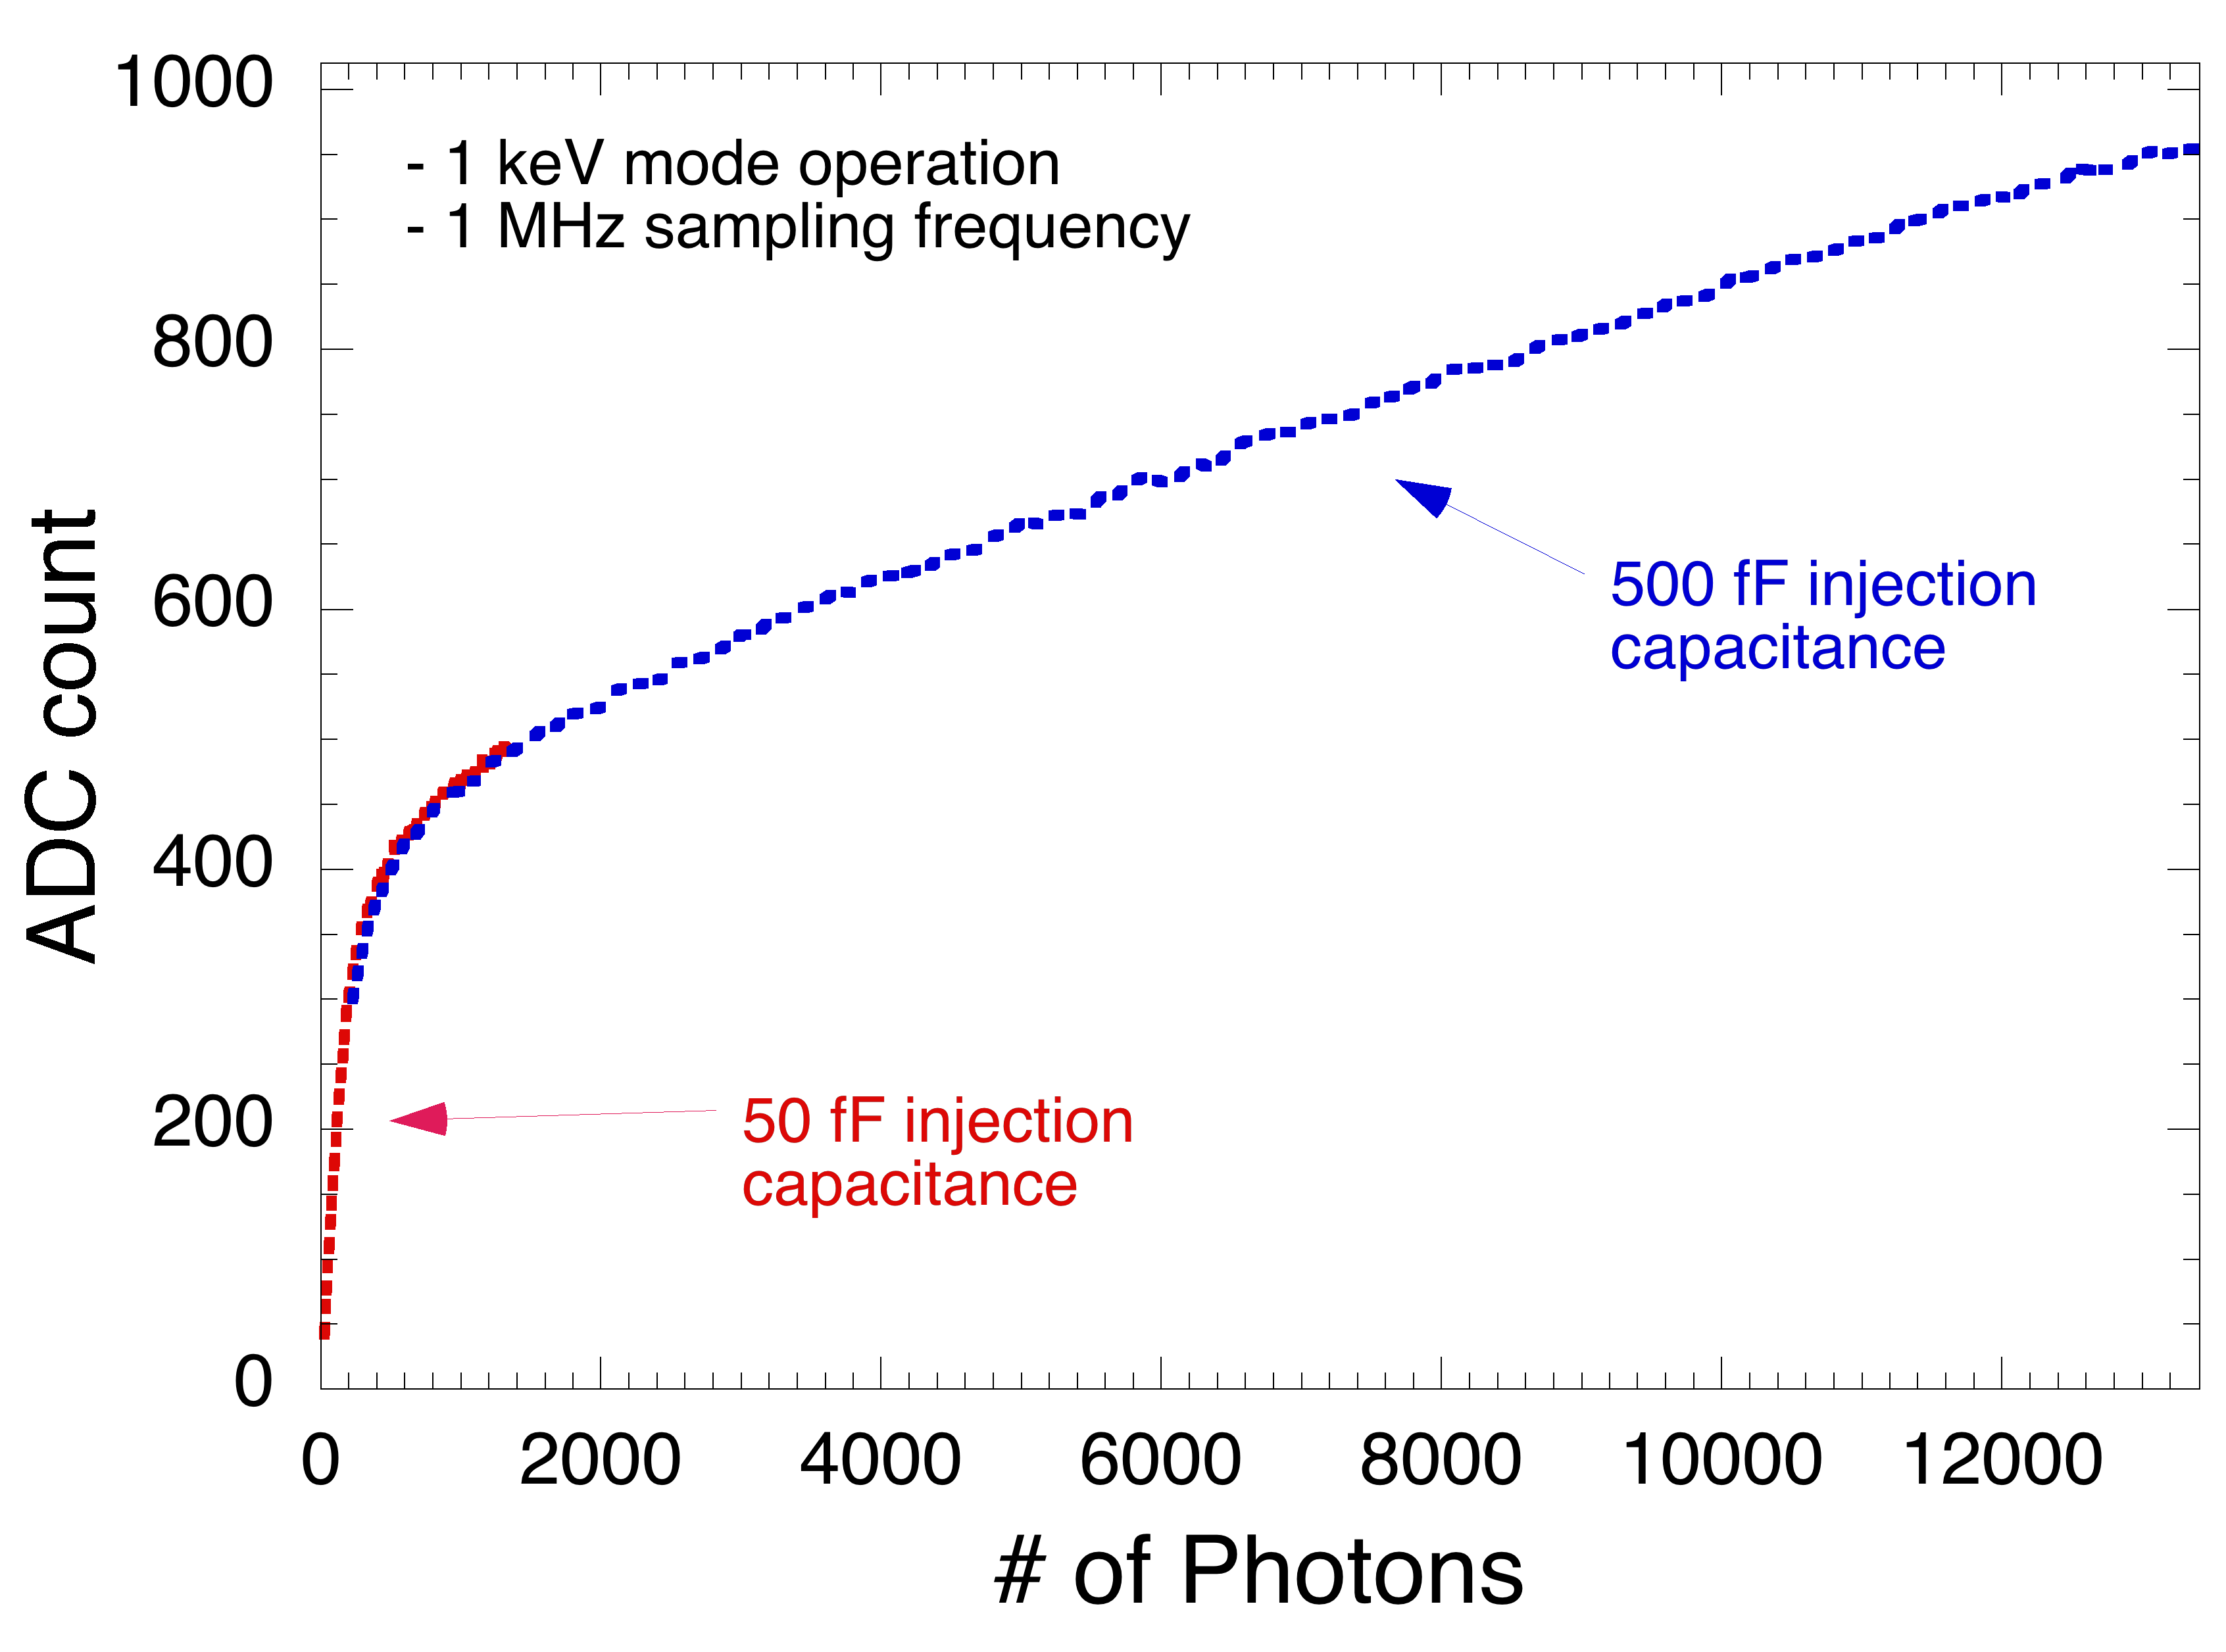 1000
800
600
400
200
0
ADC count
- 1 keV mode operation
- 1 MHz sampling frequency
500 fF injection
capacitance
50 fF injection
capacitance
0 2000 4000 6000 8000 10000 12000
# of Photons